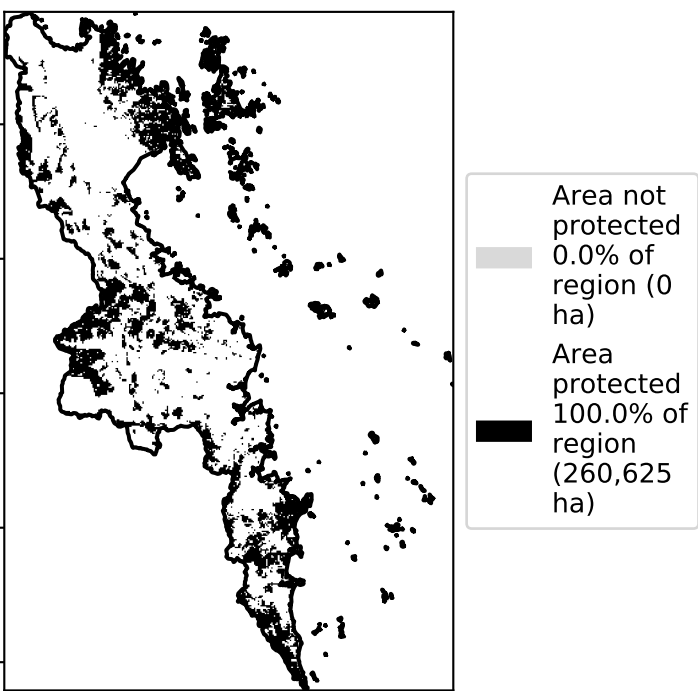 Area not
protected
0.0% of
region (0
ha)
Area
protected
100.0% of
region
(260,625
ha)